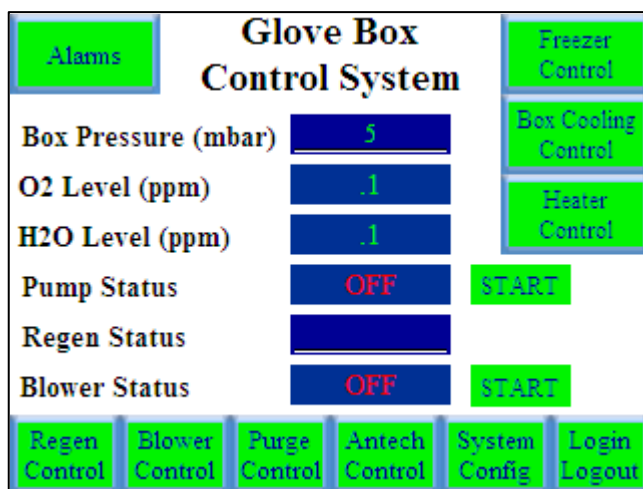 Alarms
Glove Box
Control System
Freezer
Control
Box Cooling
Control
Heater
Control
Box Pressure (mbar) 5
O2 Level (ppm) .1
H2O Level (ppm) .1
Pump Status OFF START
Regen Status
Blower Status OFF START
Regen
Control
Blower
Control
Purge
Control
Antech
Control
System
Config
Login
Logout